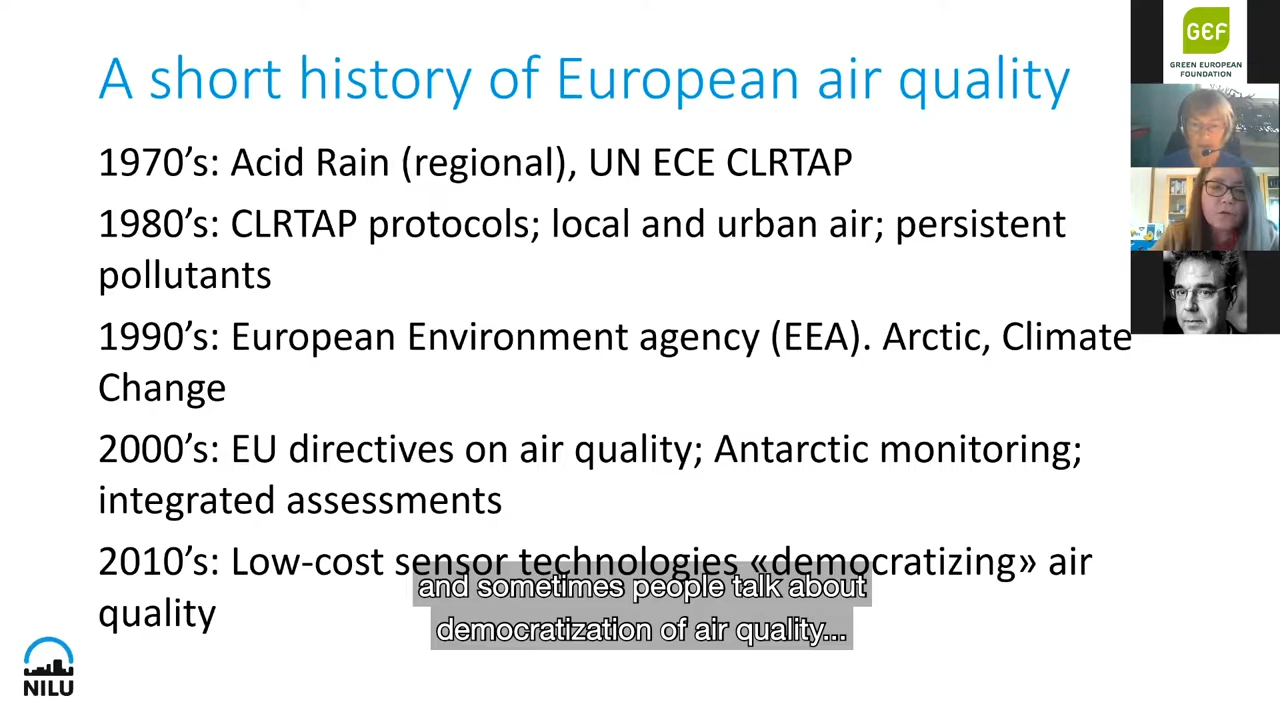 A short history of European air quality
1970’s: Acid Rain (regional), UN ECE CLRTAP
1980’s: CLRTAP protocols; local and urban air; persistent
pollutants
1990’s: European Environment agency (EEA). Arctic, Climate
Change
2000’s: EU directives on air quality; Antarctic monitoring;
integrated assessments
2010’s: Low-cost sensor technologies «democratizing» air
quality
and sometimes people talk about
democratization of air quality...
NILU
GEF
GREEN EUROPEAN
FOUNDATION